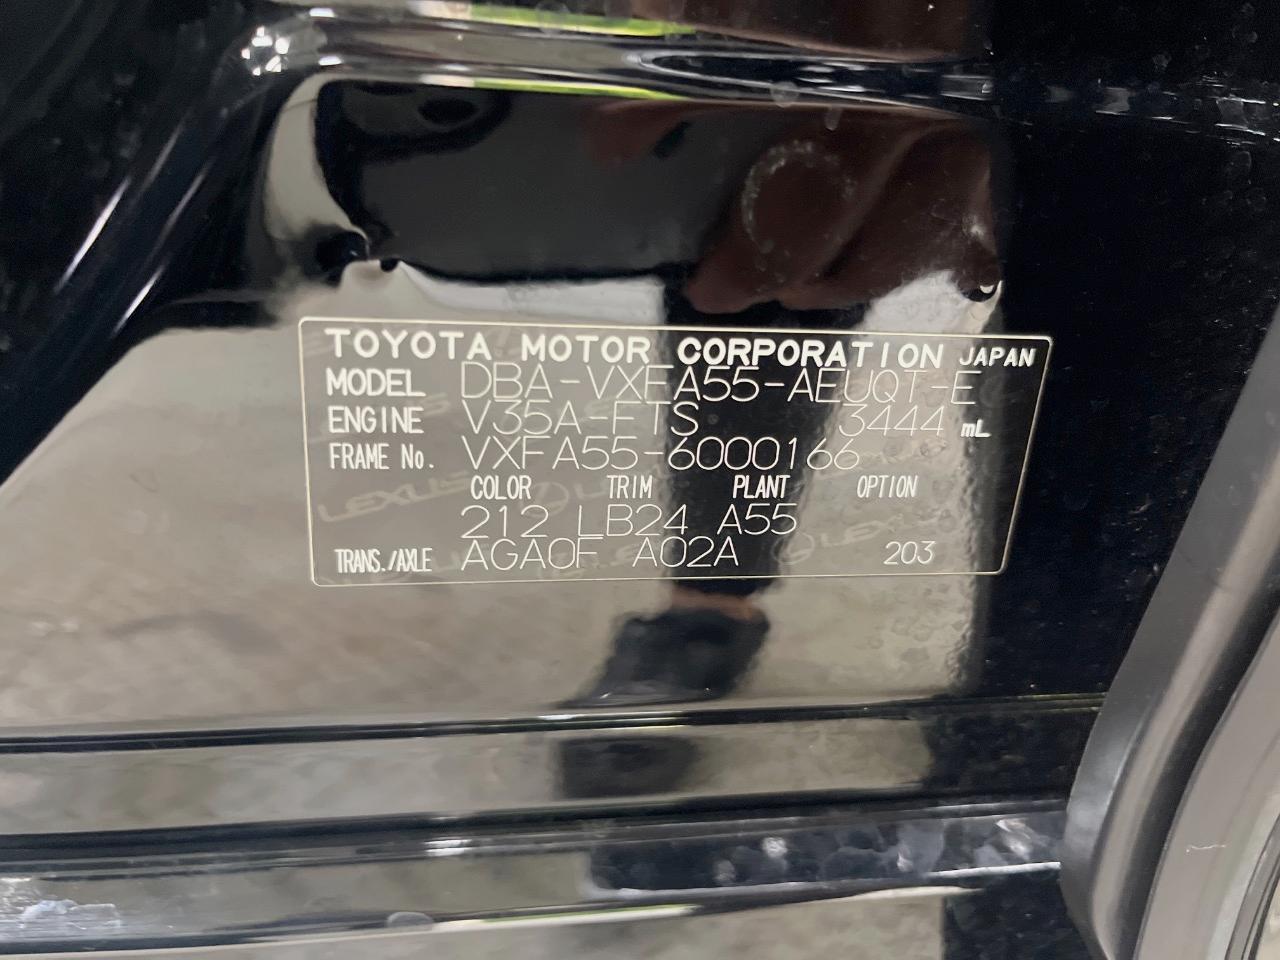 TOYOTA MOTOR CORPORATION JAPAN
MODEL DBA-VXFA55-AEUQT-E
ENGINE V35A-FTS 3444 mL
FRAME No. VXFA55-6000166
COLOR TRIM PLANT OPTION
212 LB24 A55
TRANS./AXLE AGA0F A02A 203
LEXUS